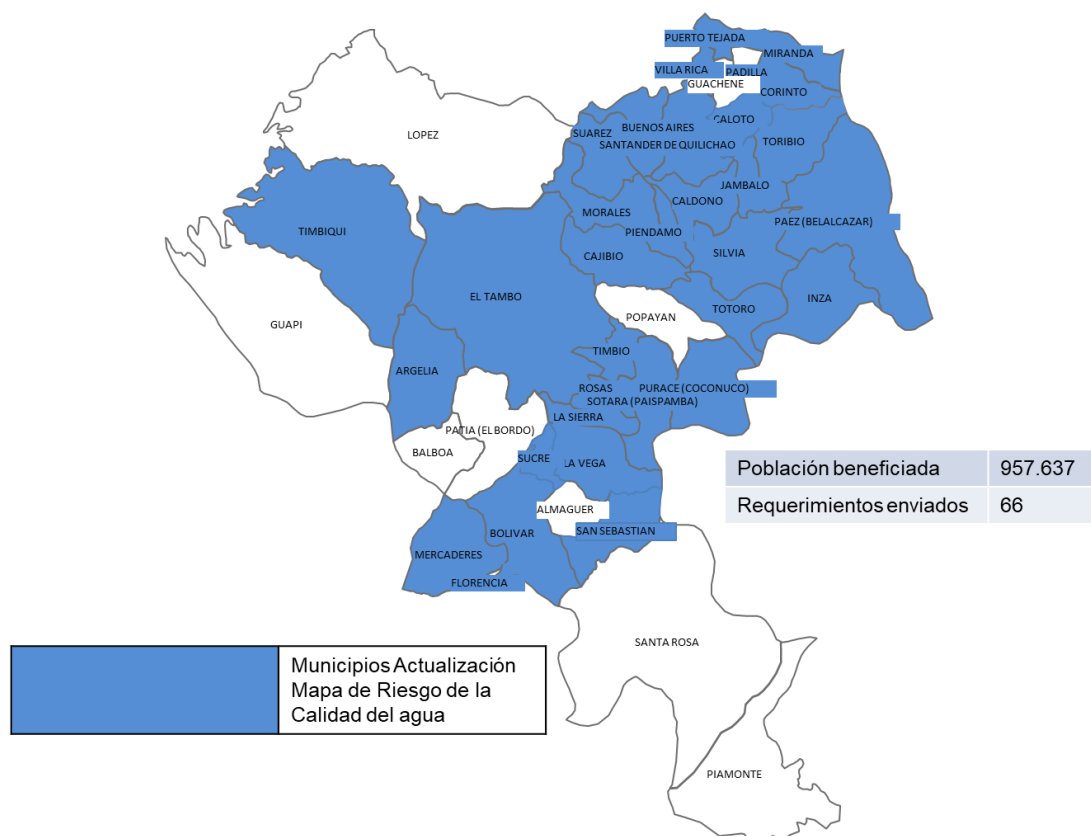 PUERTO TEJADA
MIRANDA
VILLA RICA
PADILLA
GUACHENE
CORINTO
LOPEZ
CALOTO
BUENOS AIRES
SUAREZ
TORIBIO
SANTANDER DE QUILICHAO
JAMBALO
CALDONO
MORALES
PAEZ (BELALCAZAR)
TIMBIQUI
PIENDAMO
SILVIA
CAJIBIO
EL TAMBO
INZA
TOTORO
POPAYAN
GUAPI
TIMBIO
ARGELIA
ROSAS
PURACE (COCONUCO)
SOTARA (PAISPAMBA)
LA SIERRA
PATIA (EL BORDO)
BALBOA
SUCRE
LA VEGA
Población beneficiada 957.637
Requerimientos enviados 66
ALMAGUER
BOLIVAR
SAN SEBASTIAN
MERCADERES
FLORENCIA
SANTA ROSA
Municipios Actualización
Mapa de Riesgo de la
Calidad del agua
PIAMONTE